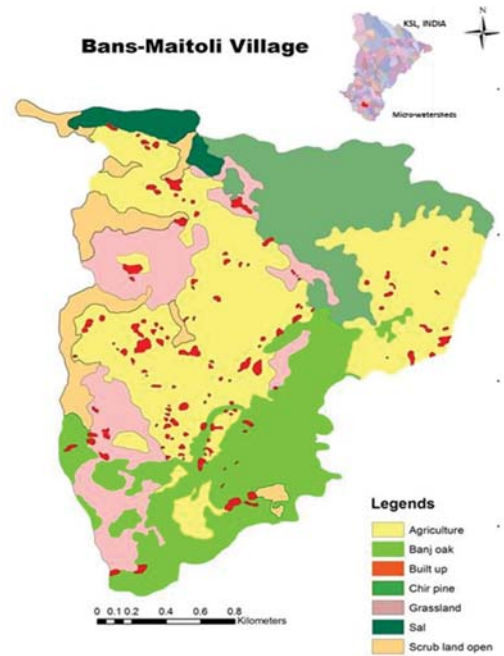 N
KSL, INDIA
Bans-Maitoli Village
Micro-watersheds
Legends
Agriculture
Banj oak
Built up
Chir pine
Grassland
Sal
Scrub land open
0 0.1 0.2 0.4 0.6 0.8
Kilometers